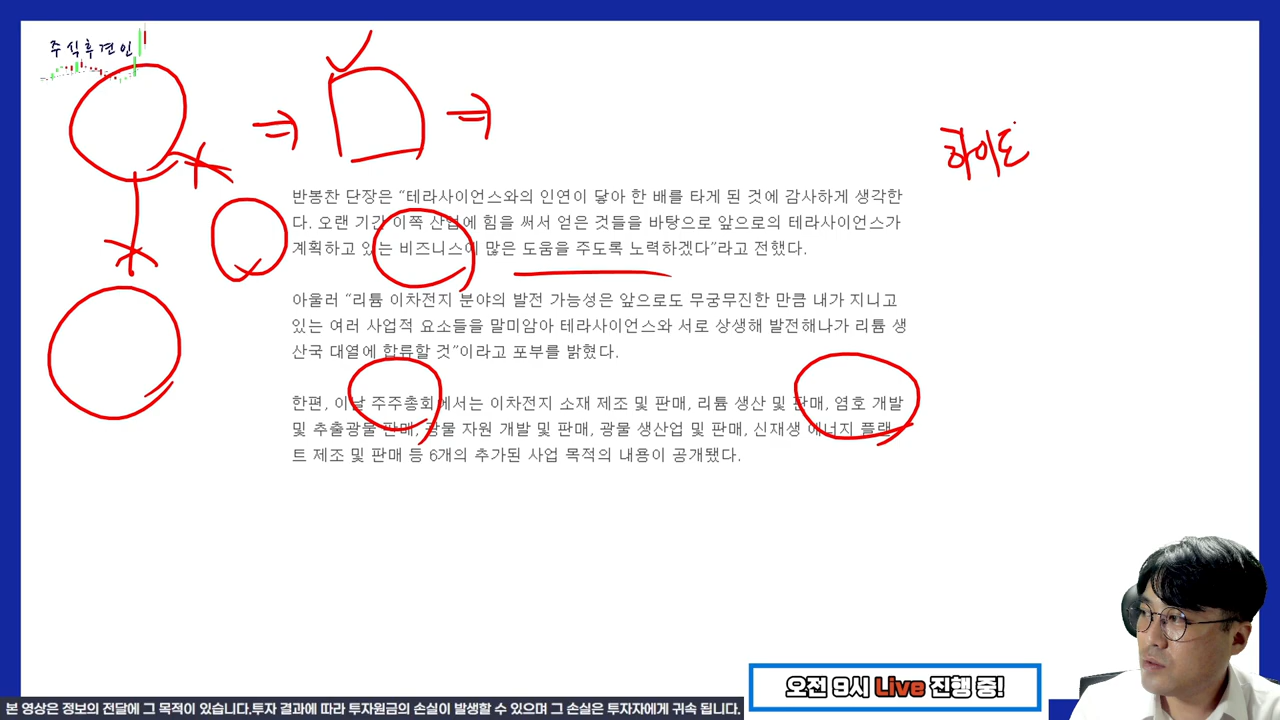 주식후견인
하이드
반봉찬 단장은 “테라사이언스와의 인연이 닿아 한 배를 타게 된 것에 감사하게 생각한
다. 오랜 기간 이쪽 산업에 힘을 써서 얻은 것들을 바탕으로 앞으로의 테라사이언스가
계획하고 있는 비즈니스에 많은 도움을 주도록 노력하겠다”라고 전했다.
아울러 “리튬 이차전지 분야의 발전 가능성은 앞으로도 무궁무진한 만큼 내가 지니고
있는 여러 사업적 요소들을 말미암아 테라사이언스와 서로 상생해 발전해나가 리튬 생
산국 대열에 합류할 것”이라고 포부를 밝혔다.
한편, 이날 주주총회에서는 이차전지 소재 제조 및 판매, 리튬 생산 및 판매, 염호 개발
및 추출광물 판매, 광물 자원 개발 및 판매, 광물 생산업 및 판매, 신재생 에너지 플랜
트 제조 및 판매 등 6개의 추가된 사업 목적의 내용이 공개됐다.
오전 9시 Live 진행 중!
본 영상은 정보의 전달에 그 목적이 있습니다.투자 결과에 따라 투자원금의 손실이 발생할 수 있으며 그 손실은 투자자에게 귀속 됩니다.